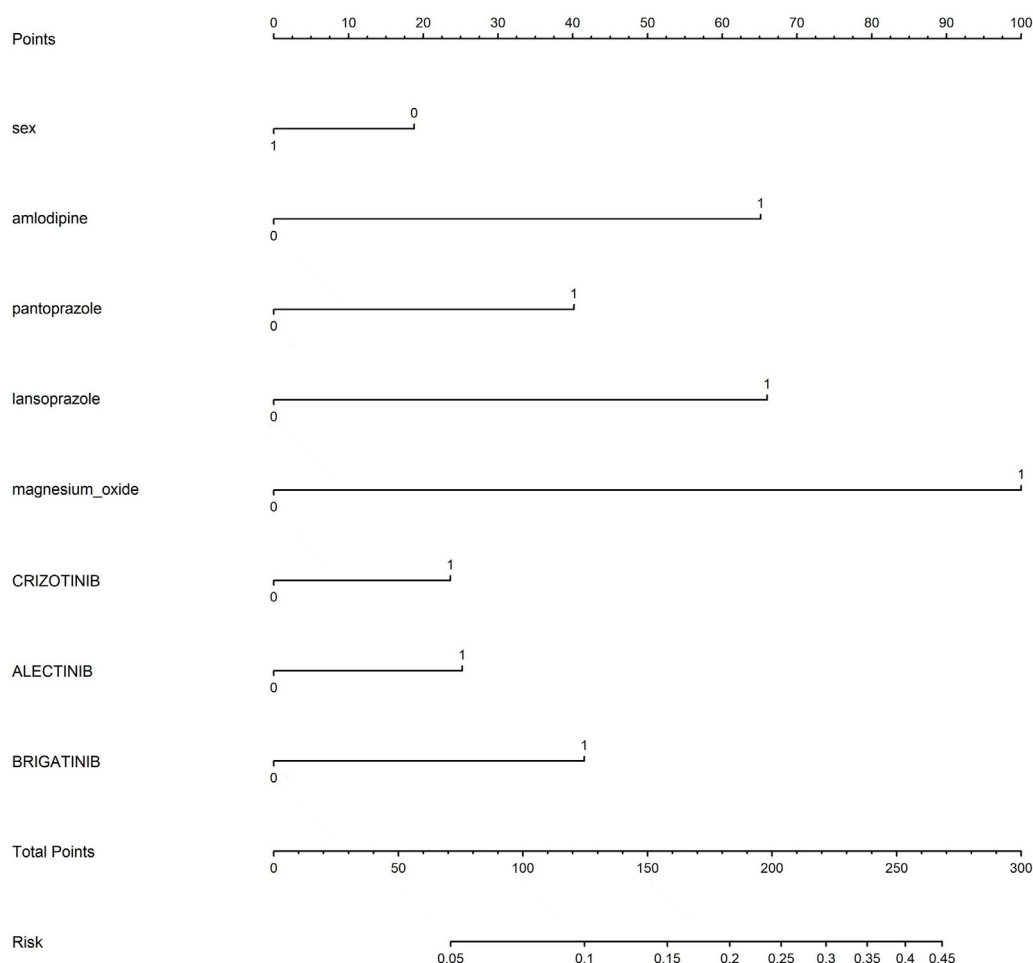 0 10 20 30 40 50 60 70 80 90 100
Points
0
sex
1
1
amlodipine
0
1
pantoprazole
0
1
lansoprazole
0
1
magnesium_oxide
0
1
CRIZOTINIB
0
1
ALECTINIB
0
1
BRIGATINIB
0
Total Points
0 50 100 150 200 250 300
Risk
0.05 0.1 0.15 0.2 0.25 0.3 0.35 0.4 0.45